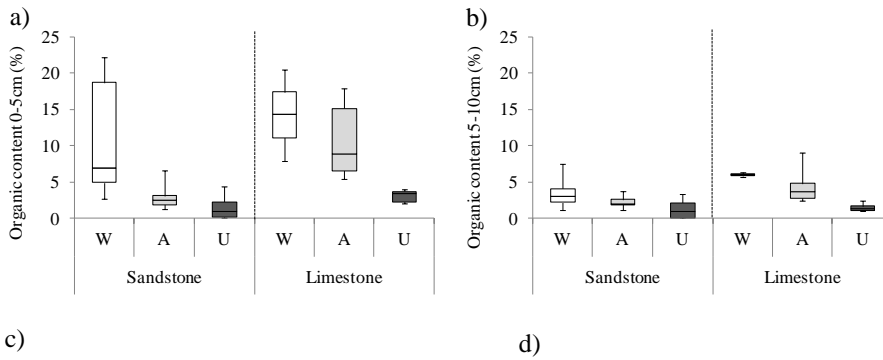 a)
Organic content 0-5cm (%)
25
20
15
10
5
0
W A U W A U
Sandstone Limestone
b)
Organic content 5-10cm (%)
25
20
15
10
5
0
W A U W A U
Sandstone Limestone
c) d)